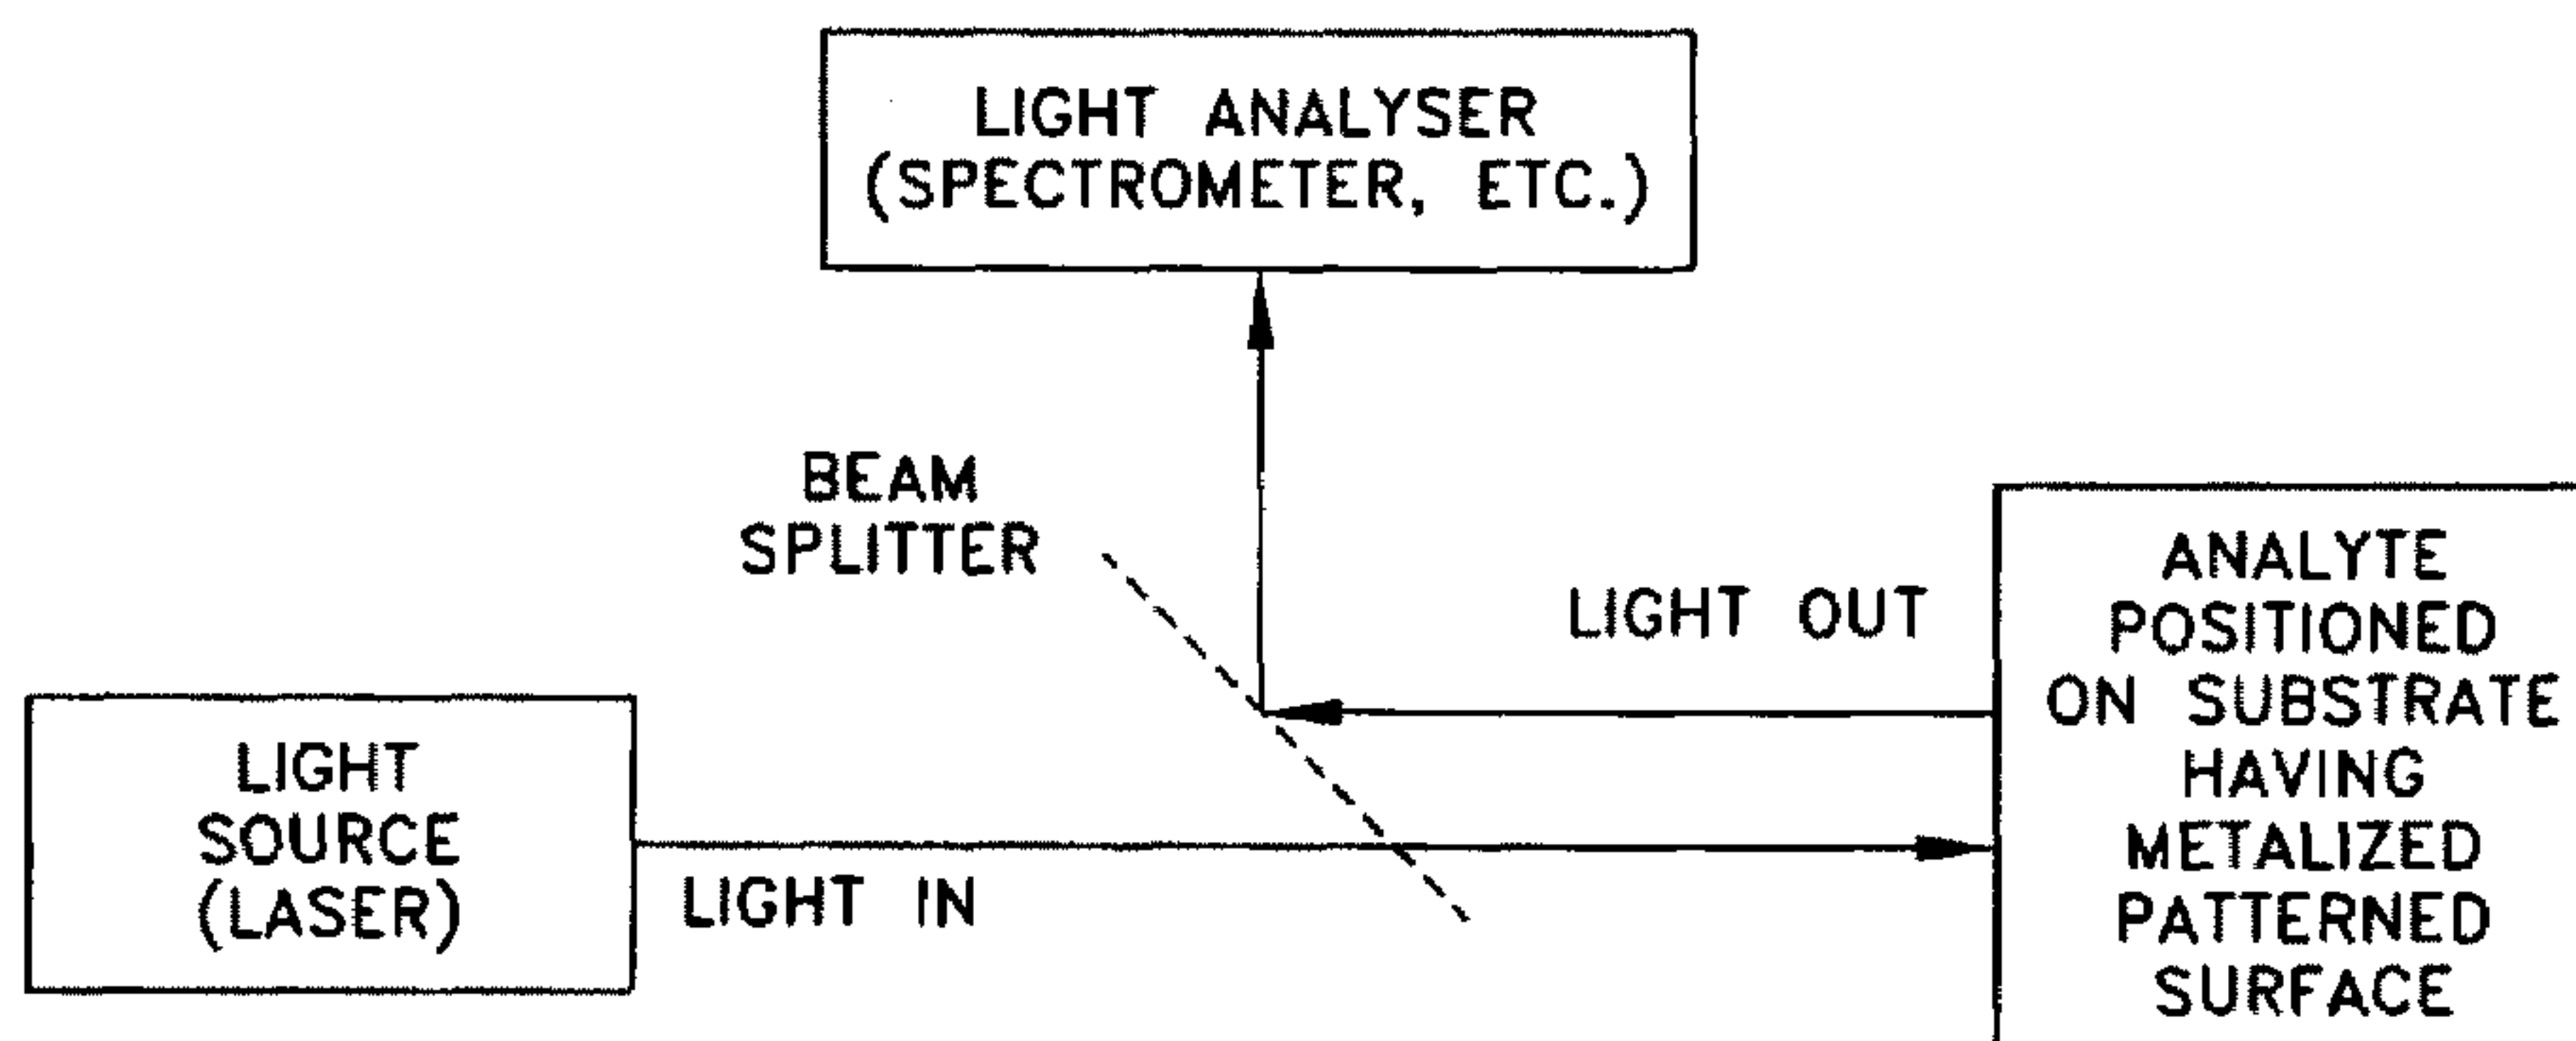 LIGHT ANALYSER
(SPECTROMETER, ETC.)
BEAM
SPLITTER
LIGHT OUT
ANALYTE
POSITIONED
ON SUBSTRATE
HAVING
METALIZED
PATTERNED
SURFACE
LIGHT
SOURCE
(LASER)
LIGHT IN